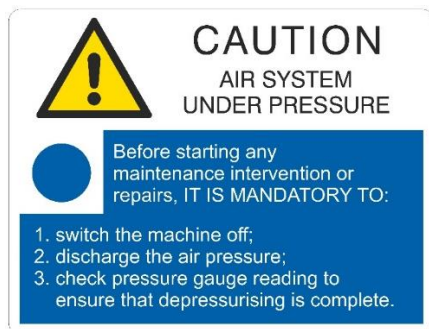 CAUTION
AIR SYSTEM
UNDER PRESSURE
Before starting any
maintenance intervention or
repairs, IT IS MANDATORY TO:
1. switch the machine off;
2. discharge the air pressure;
3. check pressure gauge reading to
ensure that depressurising is complete.